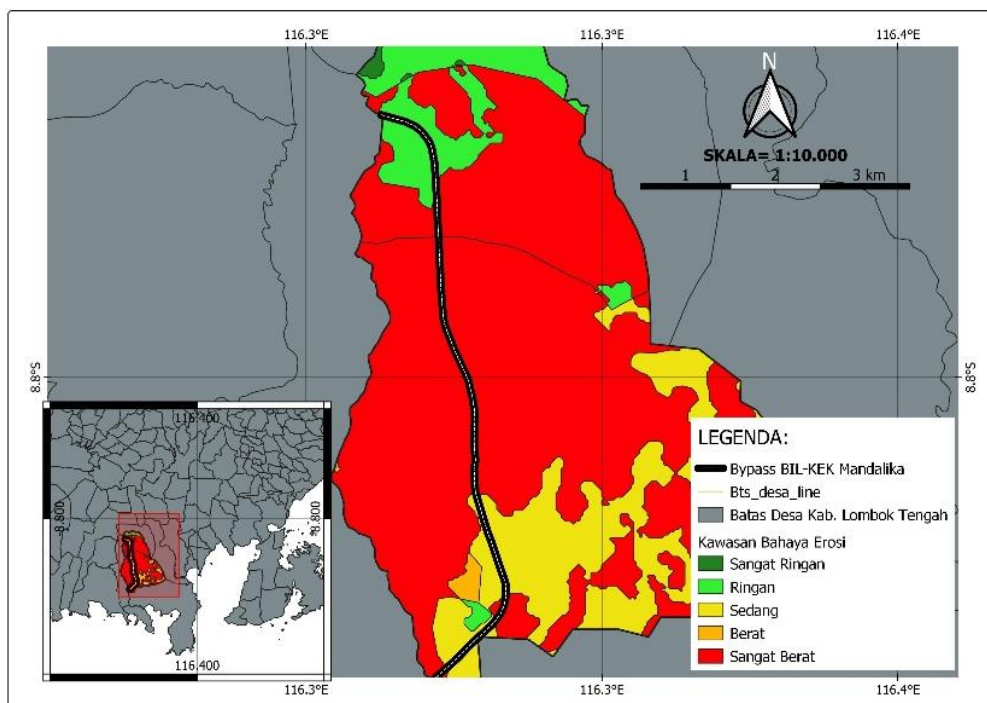 116.3°E 116.3°E 116.4°E
N
SKALA= 1:10.000
1 2 3 km
8.8°S 8.8°S
116.400
8.800 8.800
116.400
LEGENDA:
Bypass BIL-KEK Mandalika
Bts_desa_line
Batas Desa Kab. Lombok Tengah
Kawasan Bahaya Erosi
Sangat Ringan
Ringan
Sedang
Berat
Sangat Berat
116.3°E 116.3°E 116.4°E